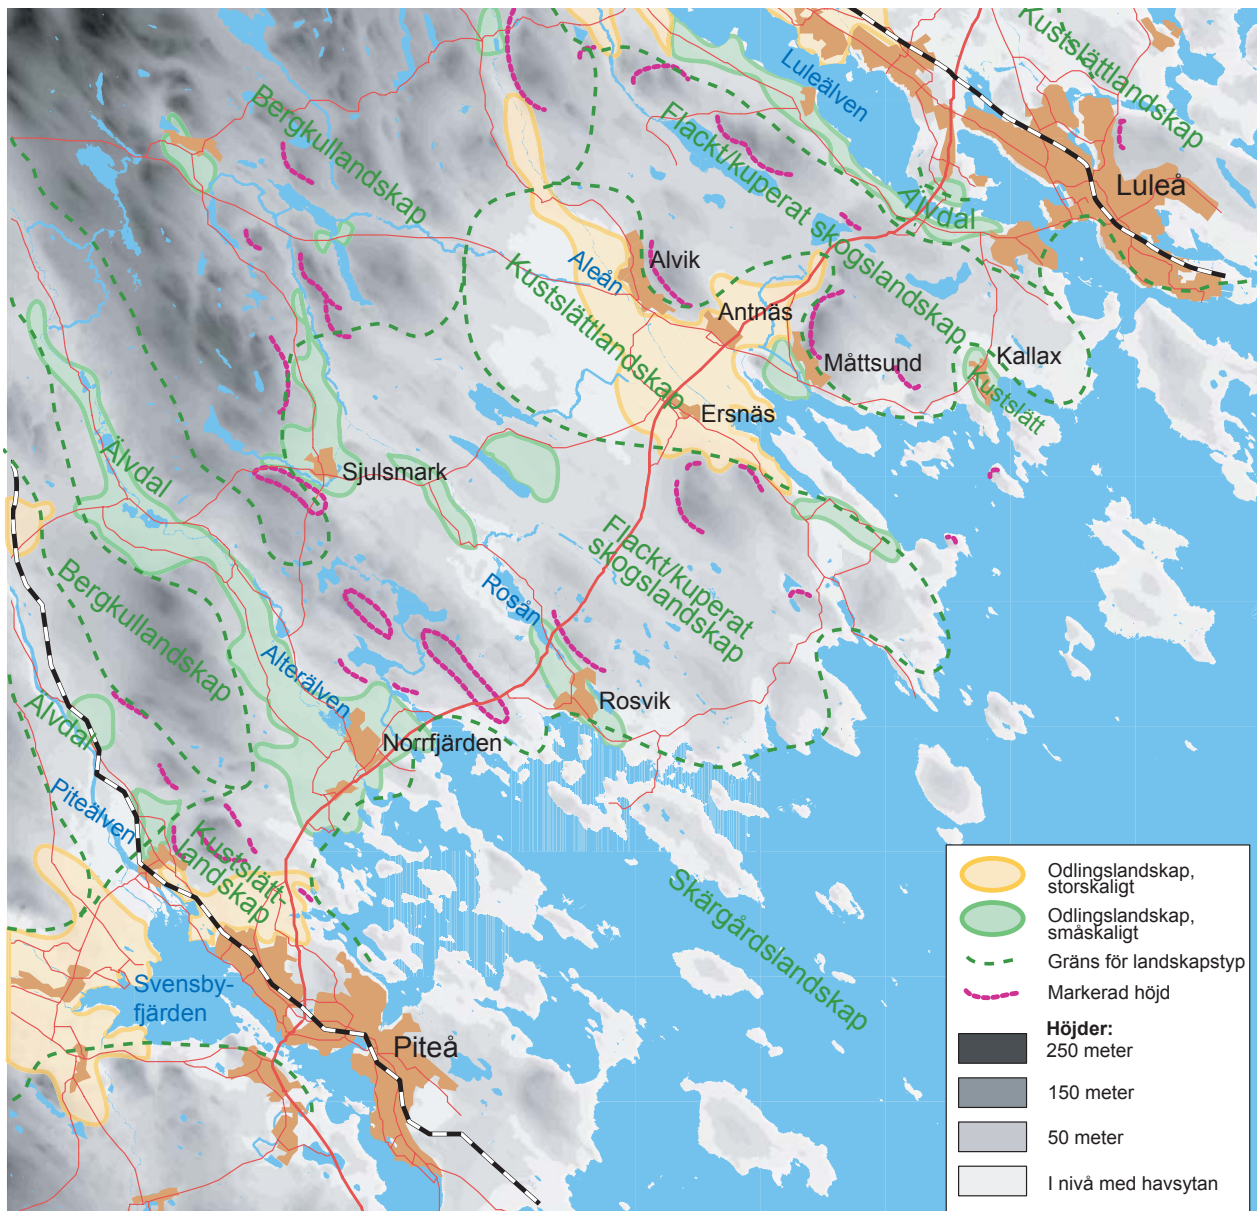 Kustslättlandskap
Luleälven
Bergkullandskap
Flackt/kuperat skogslandskap
Luleå
Älvdal
Alvik
Aleån
Kustslättlandskap
Antnäs
Måttsund
Kallax
Kustslätt
Ersnäs
Älvdal
Sjulsmark
Flackt/kuperat
skogslandskap
Bergkullandskap
Rosån
Alterälven
Rosvik
Älvdal
Norrfjärden
Piteälven
Kustslätt-
landskap
Skärgårdslandskap
Svensby-
fjärden
Piteå
Odlingslandskap,
storskaligt
Odlingslandskap,
småskaligt
Gräns för landskapstyp
Markerad höjd
Höjder:
250 meter
150 meter
50 meter
I nivå med havsytan